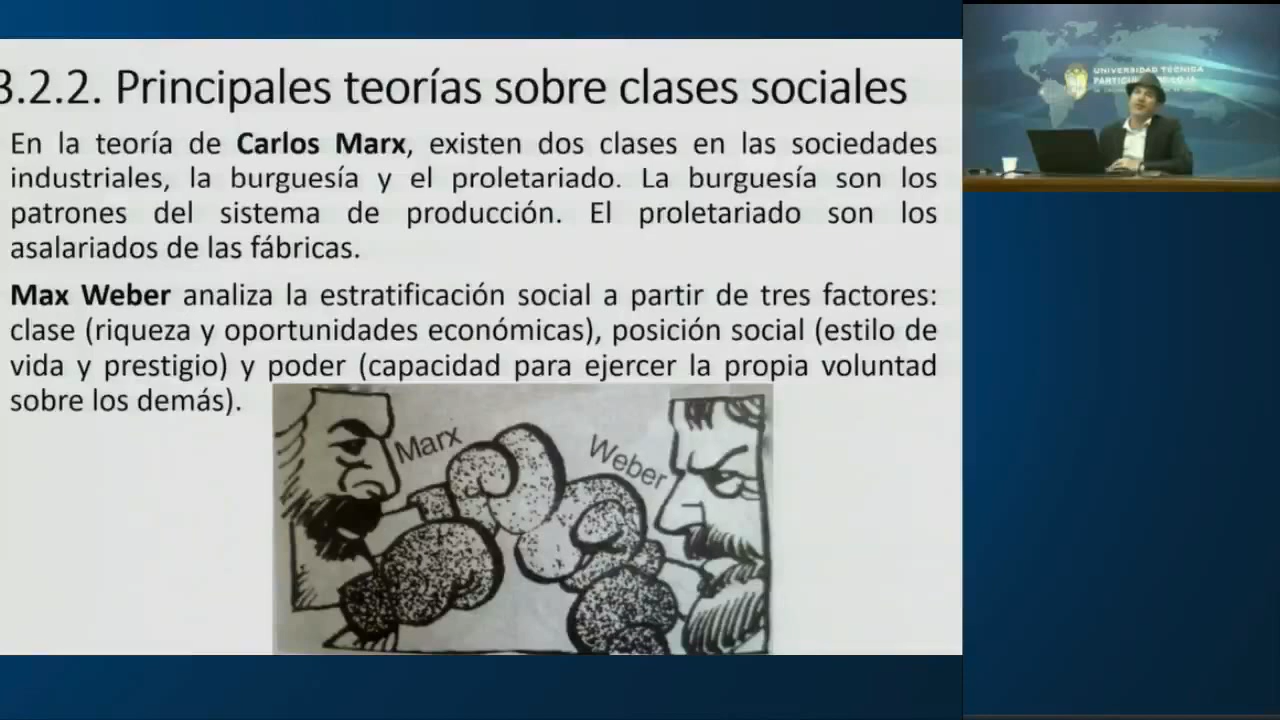 3.2.2. Principales teorías sobre clases sociales
En la teoría de Carlos Marx, existen dos clases en las sociedades
industriales, la burguesía y el proletariado. La burguesía son los
patrones del sistema de producción. El proletariado son los
asalariados de las fábricas.
Max Weber analiza la estratificación social a partir de tres factores:
clase (riqueza y oportunidades económicas), posición social (estilo de
vida y prestigio) y poder (capacidad para ejercer la propia voluntad
sobre los demás).
Marx
Weber
UNIVERSIDAD TÉCNICA